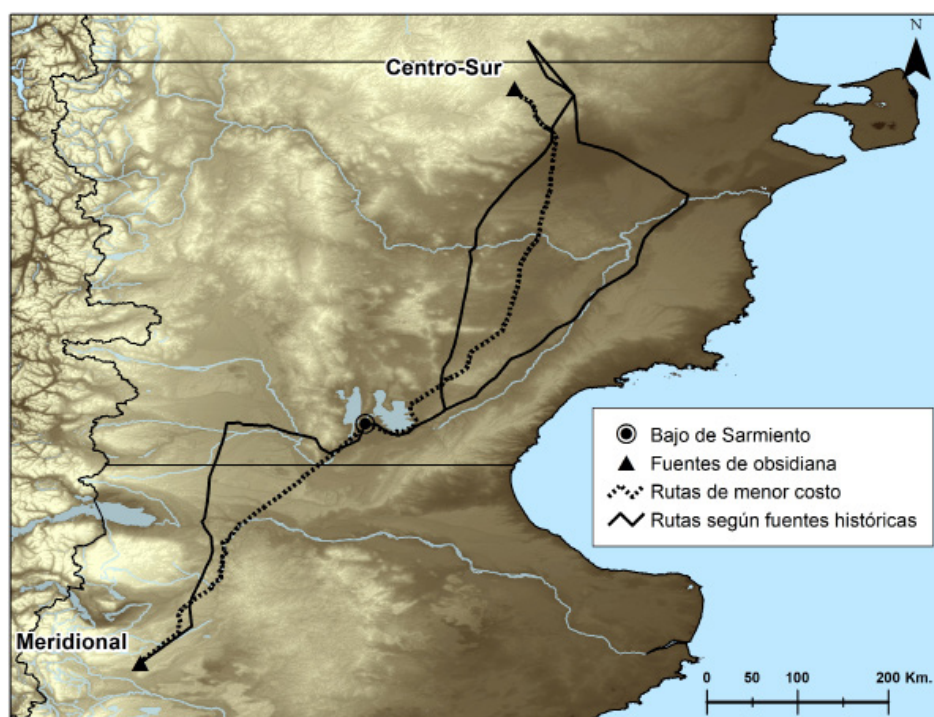 N
Centro-Sur
Bajo de Sarmiento
Fuentes de obsidiana
Rutas de menor costo
Rutas según fuentes históricas
Meridional
0 50 100 200 Km.